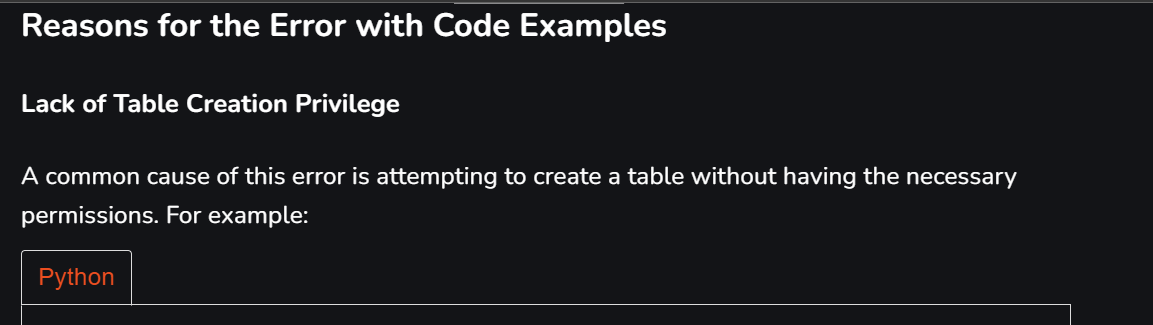 Reasons for the Error with Code Examples
Lack of Table Creation Privilege
A common cause of this error is attempting to create a table without having the necessary
permissions. For example:
Python